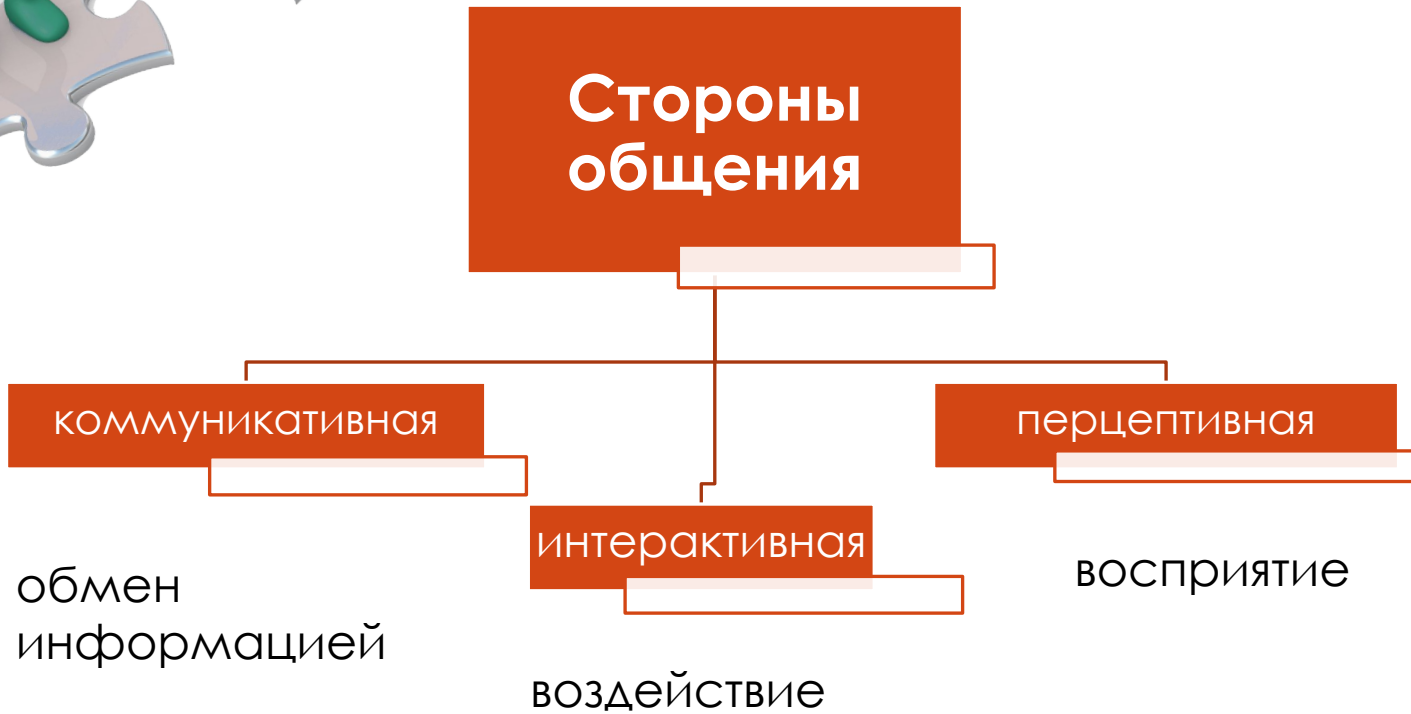 Стороны
общения
коммуникативная
интерактивная
перцептивная
обмен
информацией
воздействие
восприятие